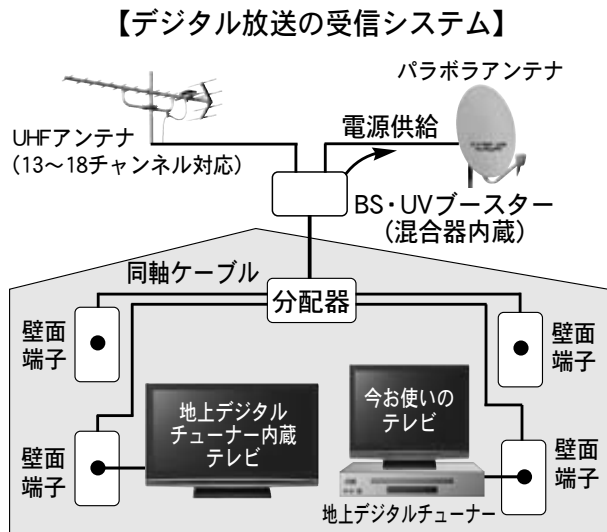 【デジタル放送の受信システム】
パラボラアンテナ
UHFアンテナ
(13〜18チャンネル対応)
電源供給
BS・UVブースター
(混合器内蔵)
同軸ケーブル
分配器
壁面
端子
壁面
端子
地上デジタル
チューナー内蔵
テレビ
今お使いの
テレビ
壁面
端子
壁面
端子
地上デジタルチューナー